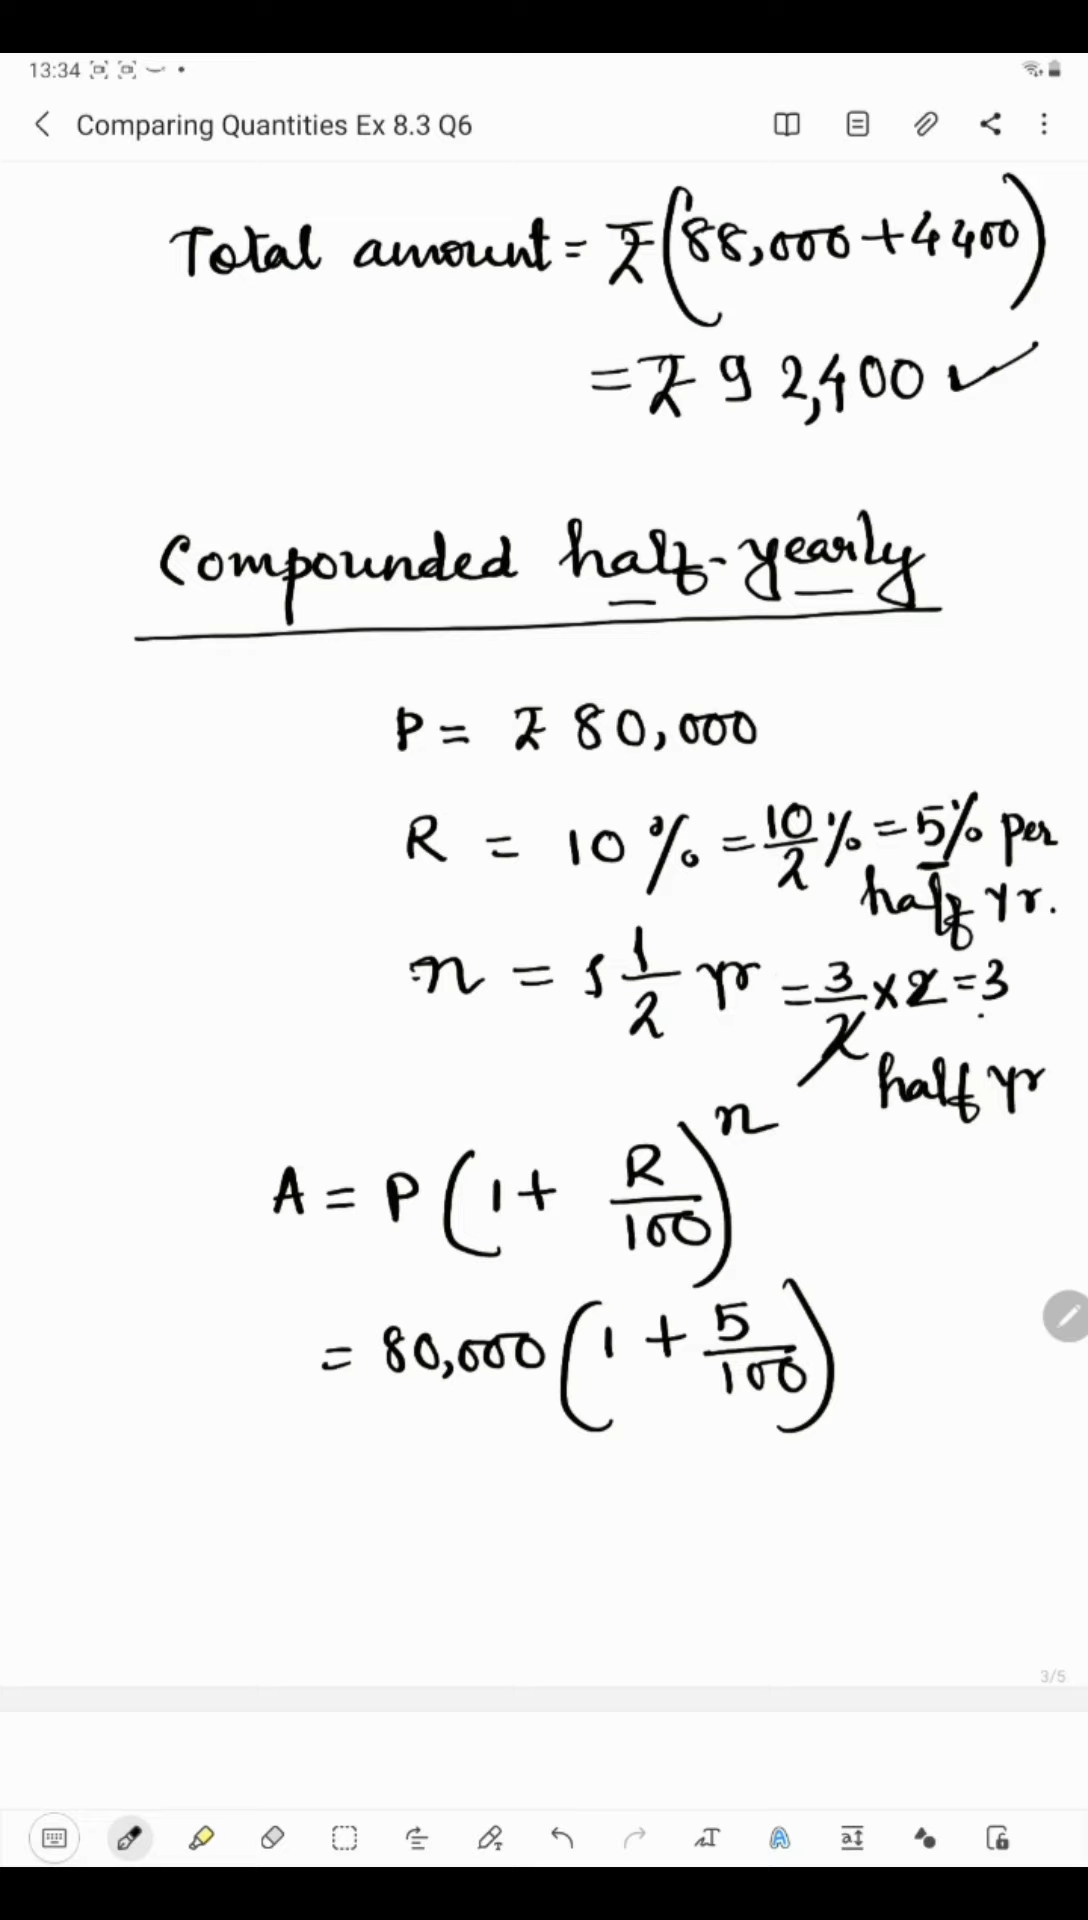 13:34
Comparing Quantities Ex 8.3 Q6
Total amount = ₹(88,000 + 4400)
= ₹ 92,400 ✓
Compounded half-yearly
P = ₹ 80,000
R = 10% = 10/2 % = 5% per
half yr.
n = 1 1/2 yr = 3/2 × 2 = 3
half yr
A = P(1 + R/100)^n
= 80,000(1 + 5/100)
3/5